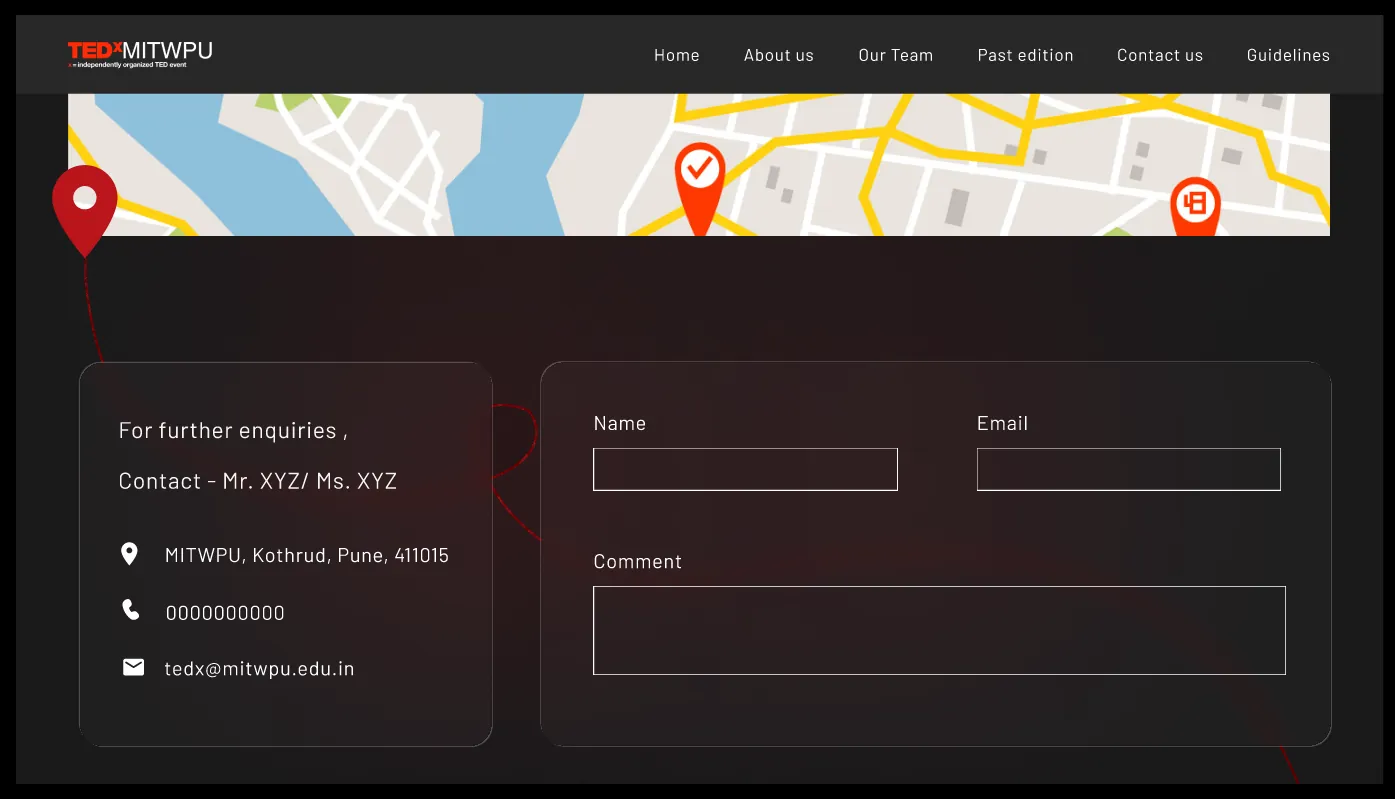 TEDxMITWPU
x = independently organized TED event
Home About us Our Team Past edition Contact us Guidelines
For further enquiries ,
Contact - Mr. XYZ/ Ms. XYZ
MITWPU, Kothrud, Pune, 411015
0000000000
tedx@mitwpu.edu.in
Name Email
Comment